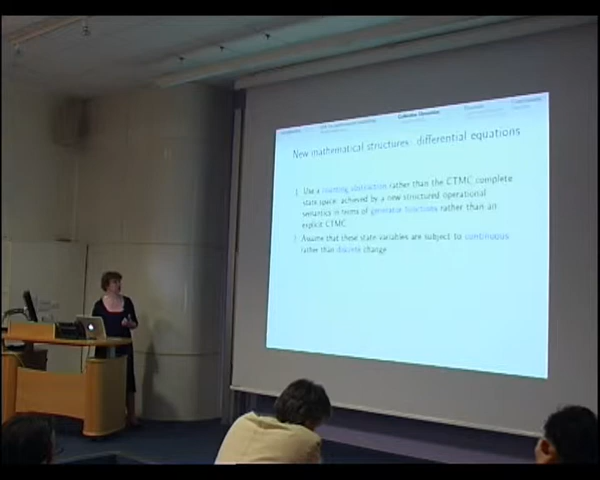 New mathematical structures: differential equations
1 Use a counting abstraction rather than the CTMC complete
state space: achieved by a new structured operational
semantics in terms of generator functions rather than an
explicit CTMC.
2 Assume that these state variables are subject to continuous
rather than discrete change